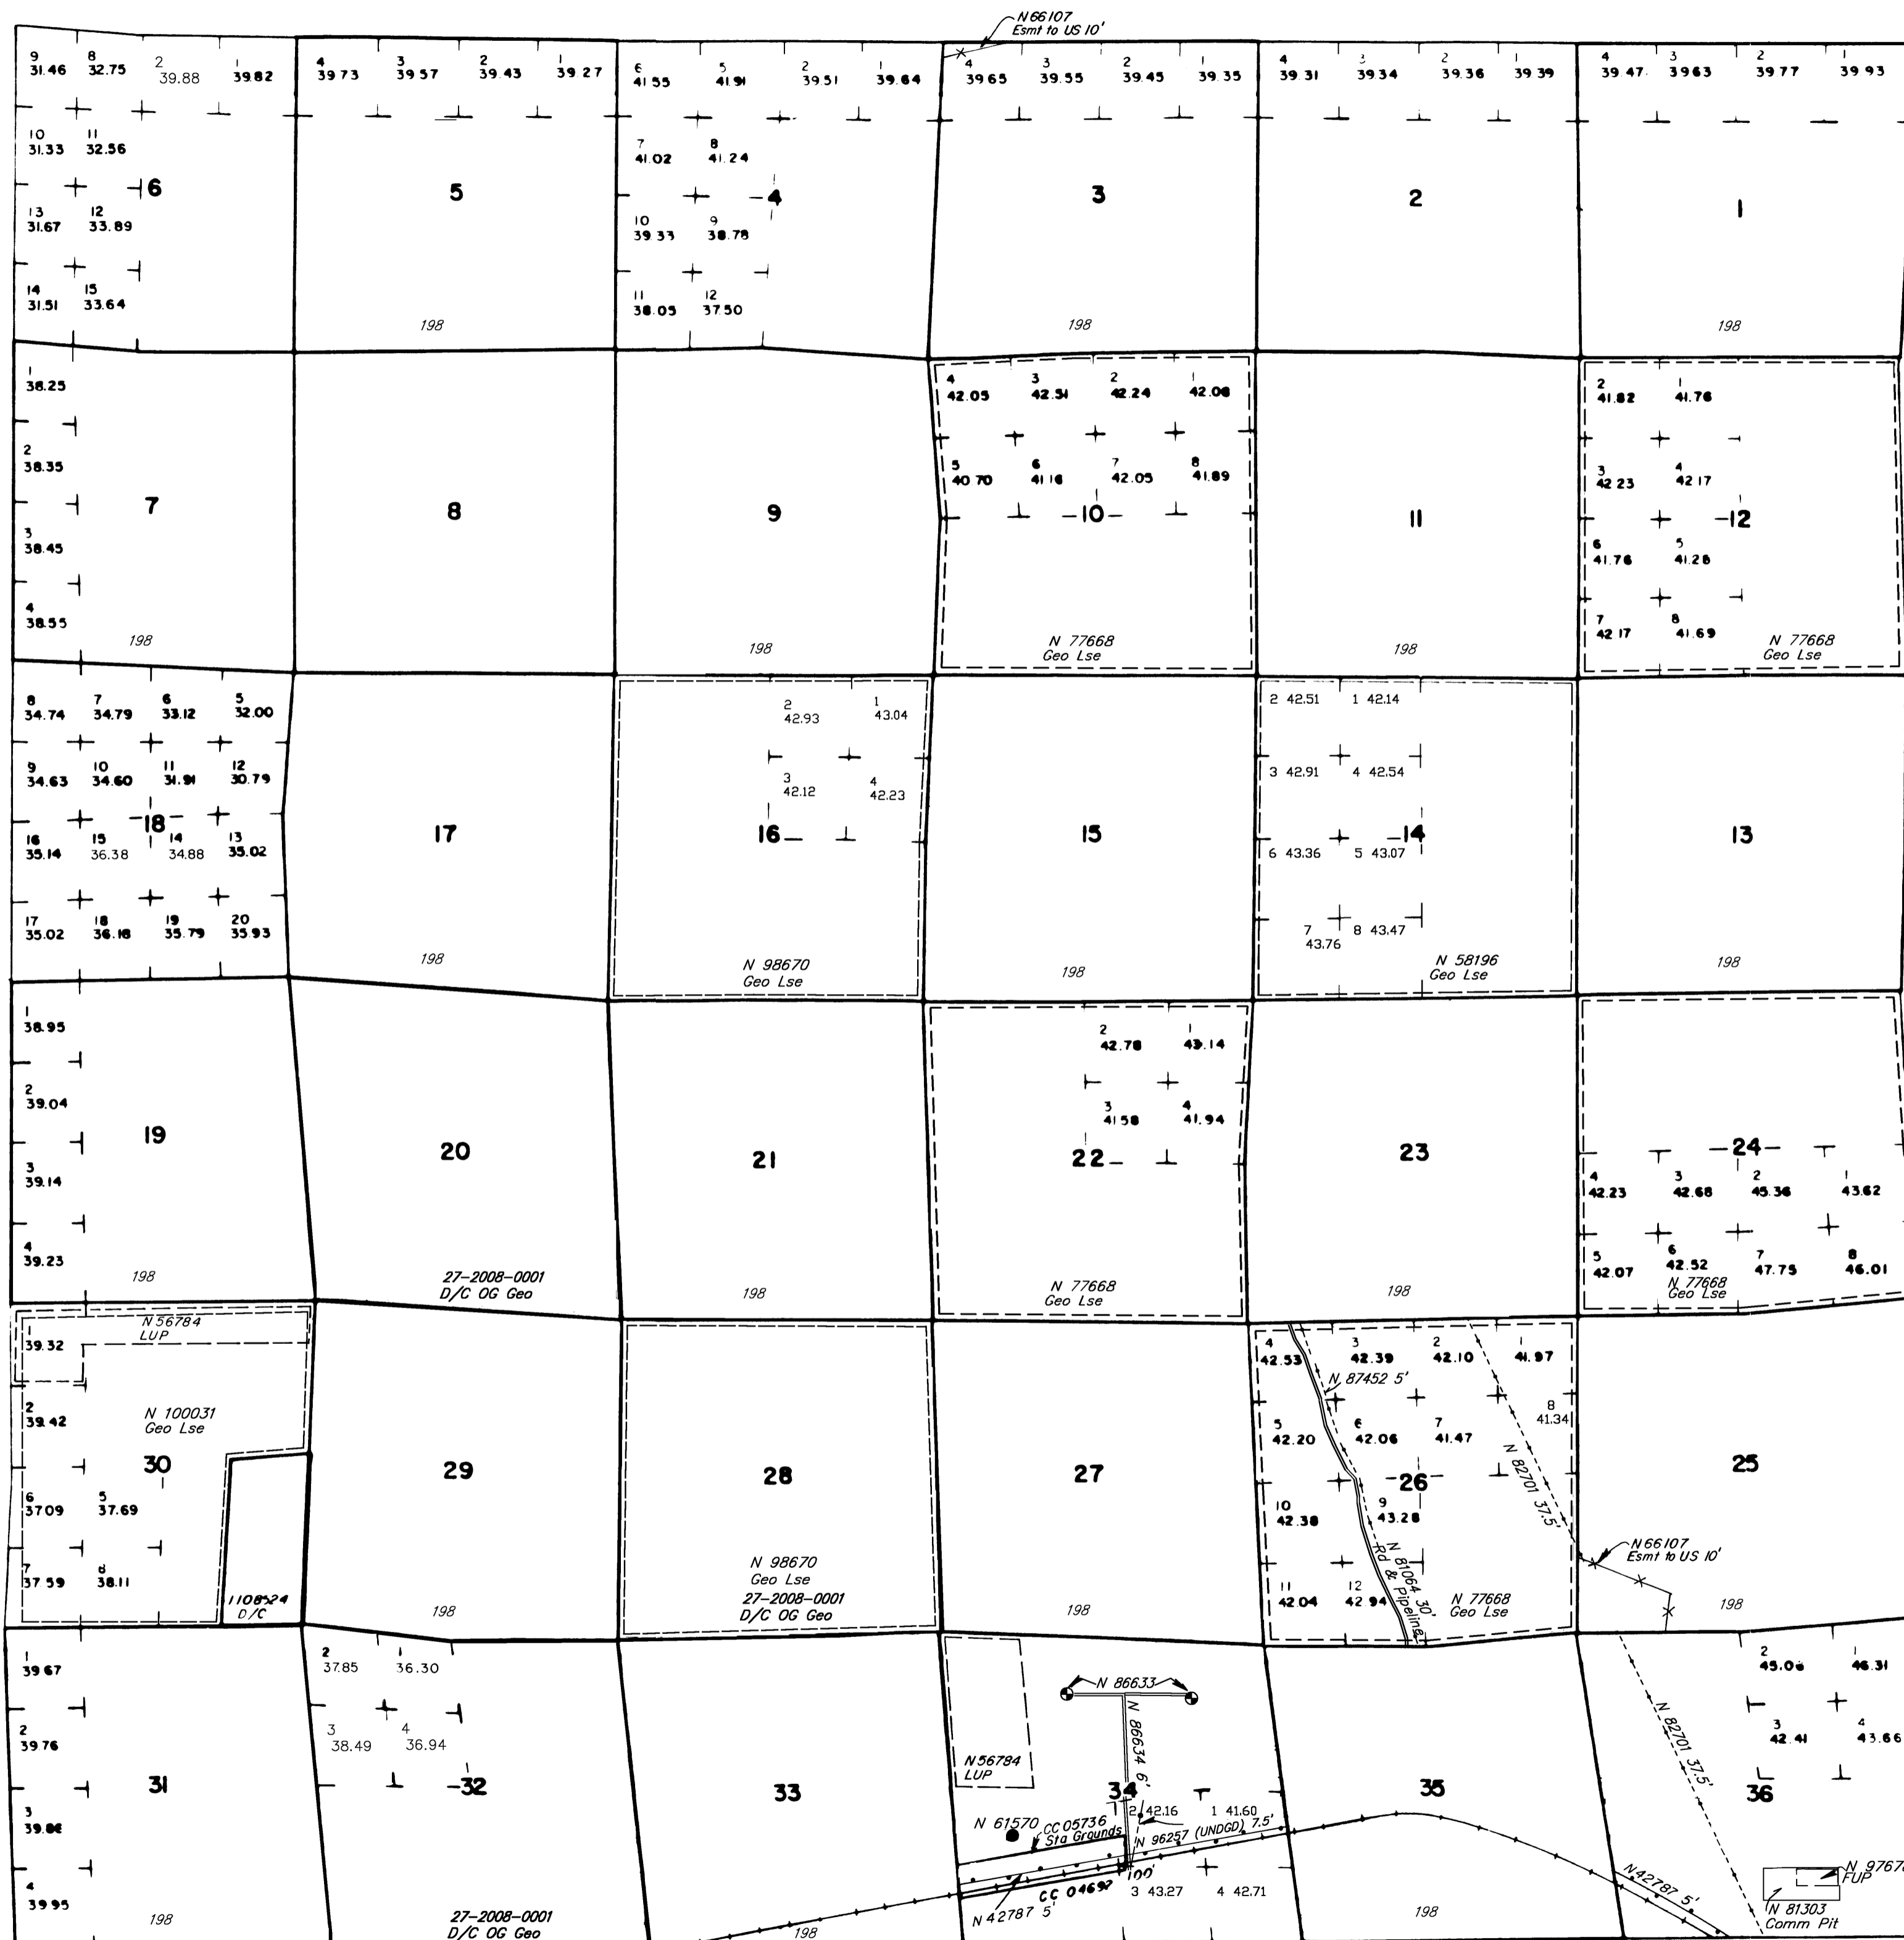 N66107
Esmt to US 10'
9 8 2 1
31.46 32.75 39.88 39.82
4 3 2 1
39.73 39.57 39.43 39.27
6 5 2 1
41.55 41.91 39.51 39.64
4 3 2 1
39.65 39.55 39.45 39.35
4 3 2 1
39.31 39.34 39.36 39.39
4 3 2 1
39.47 39.63 39.77 39.93
10 11
31.33 32.56
7 8
41.02 41.24
6
5
4
3
2
1
13 12
31.67 33.89
10 9
39.33 38.78
14 15
31.51 33.64
11 12
38.05 37.50
198
198
198
1
38.25
2
38.35
3
38.45
4
38.55
7
198
8
9
198
4 3 2 1
42.05 42.51 42.24 42.08
5 6 7 8
40.70 41.16 42.05 41.89
10
N 77668
Geo Lse
11
198
2 1
41.82 41.76
3 4
42.23 42.17
12
6 5
41.76 41.28
7 8
42.17 41.69
N 77668
Geo Lse
8 7 6 5
34.74 34.79 33.12 32.00
9 10 11 12
34.63 34.60 31.91 30.79
18
16 15 14 13
35.14 36.38 34.88 35.02
17 18 19 20
35.02 36.18 35.79 35.93
17
198
2 1
42.93 43.04
3 4
42.12 42.23
16
N 98670
Geo Lse
15
198
2 42.51 1 42.14
3 42.91 4 42.54
14
6 43.36 5 43.07
7 8 43.47
43.76
N 58196
Geo Lse
13
198
1
38.95
2
39.04
3
39.14
4
39.23
19
198
20
27-2008-0001
D/C OG Geo
21
198
2 1
42.78 43.14
3 4
41.58 41.94
22
N 77668
Geo Lse
23
198
24
4 3 2 1
42.23 42.68 45.36 43.62
5 6 7 8
42.07 42.52 47.75 46.01
N 77668
Geo Lse
N 56784
LUP
1
39.32
2
39.42
N 100031
Geo Lse
30
6 5
37.09 37.69
7 8
37.59 38.11
1108524
D/C
29
198
28
N 98670
Geo Lse
27-2008-0001
D/C OG Geo
27
198
4 3 2 1
42.53 42.39 42.10 41.97
N 87452 5'
5 6 7 8
42.20 42.06 41.47 41.34
N 82701 37.5'
26
10 9
42.38 43.28
N 81064 30'
Rd & Pipeline
11 12
42.04 42.94
N 77668
Geo Lse
25
N66107
Esmt to US 10'
198
1
39.67
2
39.76
3
4
39.95
31
198
2 1
37.85 36.30
3 4
38.49 36.94
32
27-2008-0001
D/C OG Geo
33
198
N 86633
N 86634 6'
N56784
LUP
34
2 42.16 1 41.60
N 61570
CC 05736
Sta Grounds
N 96257 (UNDGD) 7.5'
100'
N 42787 5'
3 43.27 4 42.71
35
198
N 82701 37.5'
2 1
45.06 46.31
3 4
42.41 43.66
36
N42787 5'
FUP
N 81303
Comm Pit